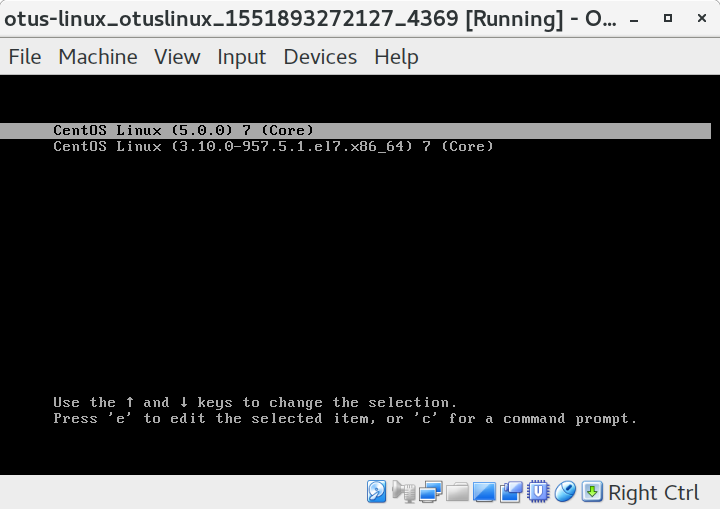 otus-linux_otuslinux_1551893272127_4369 [Running] - O...
File Machine View Input Devices Help
CentOS Linux (5.0.0) 7 (Core)
CentOS Linux (3.10.0-957.5.1.el7.x86_64) 7 (Core)
Use the ↑ and ↓ keys to change the selection.
Press 'e' to edit the selected item, or 'c' for a command prompt.
Right Ctrl